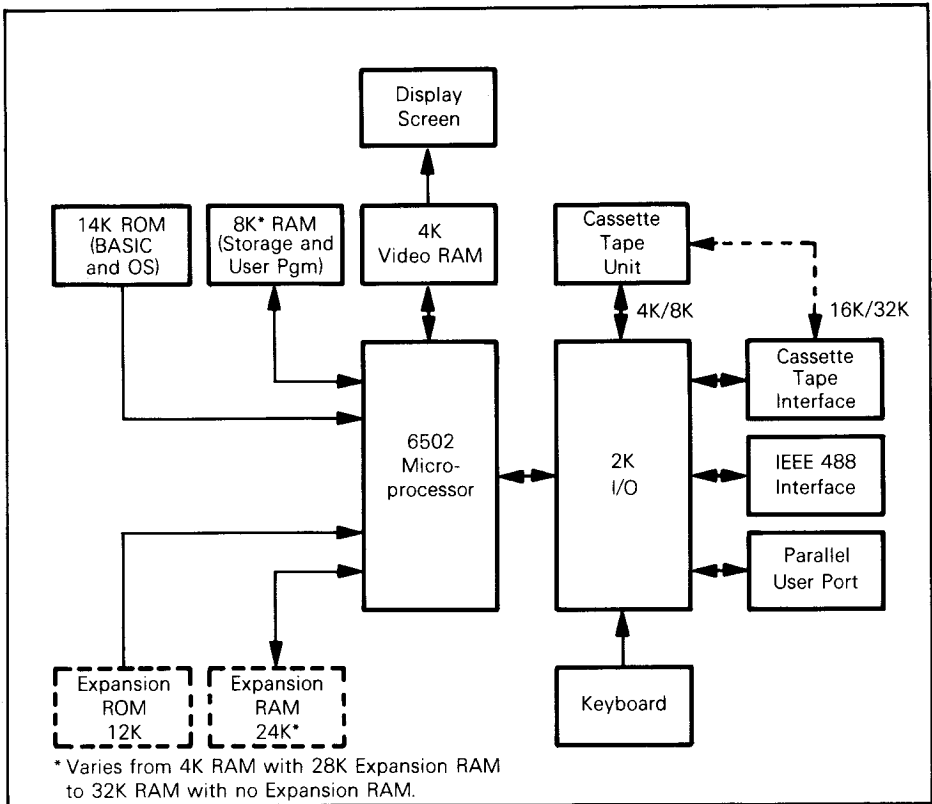 Display
Screen
14K ROM
(BASIC
and OS)
8K* RAM
(Storage and
User Pgm)
4K
Video RAM
Cassette
Tape
Unit
4K/8K
16K/32K
Cassette
Tape
Interface
6502
Micro-
processor
2K
I/O
IEEE 488
Interface
Parallel
User Port
Expansion
ROM
12K
Expansion
RAM
24K*
Keyboard
* Varies from 4K RAM with 28K Expansion RAM
to 32K RAM with no Expansion RAM.